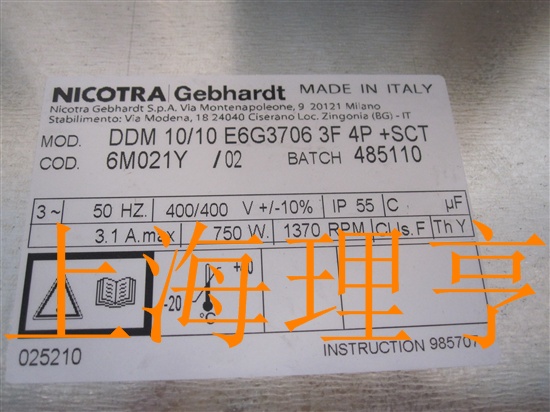 NICOTRA Gebhardt MADE IN ITALY
Nicotra Gebhardt S.p.A. Via Montenapoleone, 9 20121 Milano
Stabilimento: Via Modena, 18 24040 Ciserano Loc. Zingonia (BG) - IT
MOD. DDM 10/10 E6G3706 3F 4P +SCT
COD. 6M021Y /02 BATCH 485110
3~ 50 HZ. 400/400 V +/-10% IP 55 C µF
3.1 A.max 750 W. 1370 RPM Cl.Is.F Th Y
上海理亨
-20 °C
025210 INSTRUCTION 985707